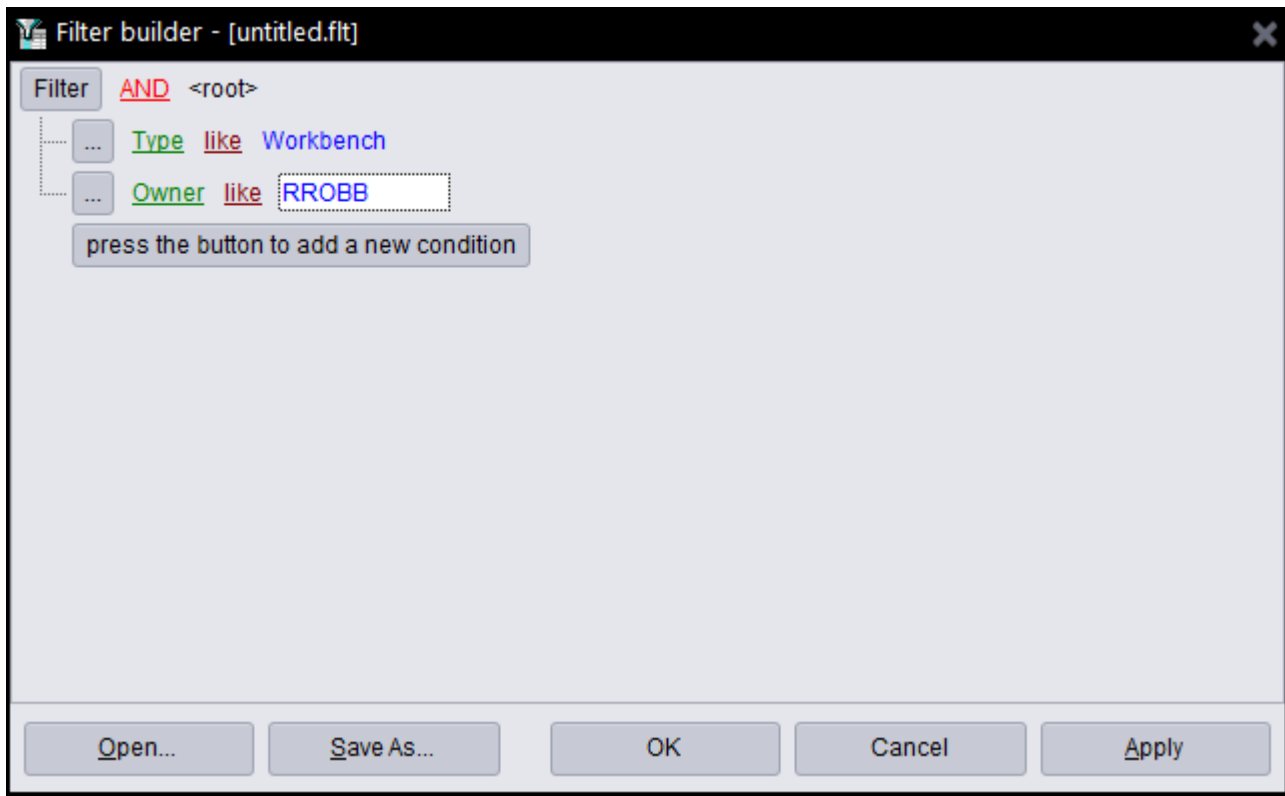 Filter builder - [untitled.flt]
Filter AND <root>
... Type like Workbench
... Owner like RROBB
press the button to add a new condition
Open... Save As... OK Cancel Apply